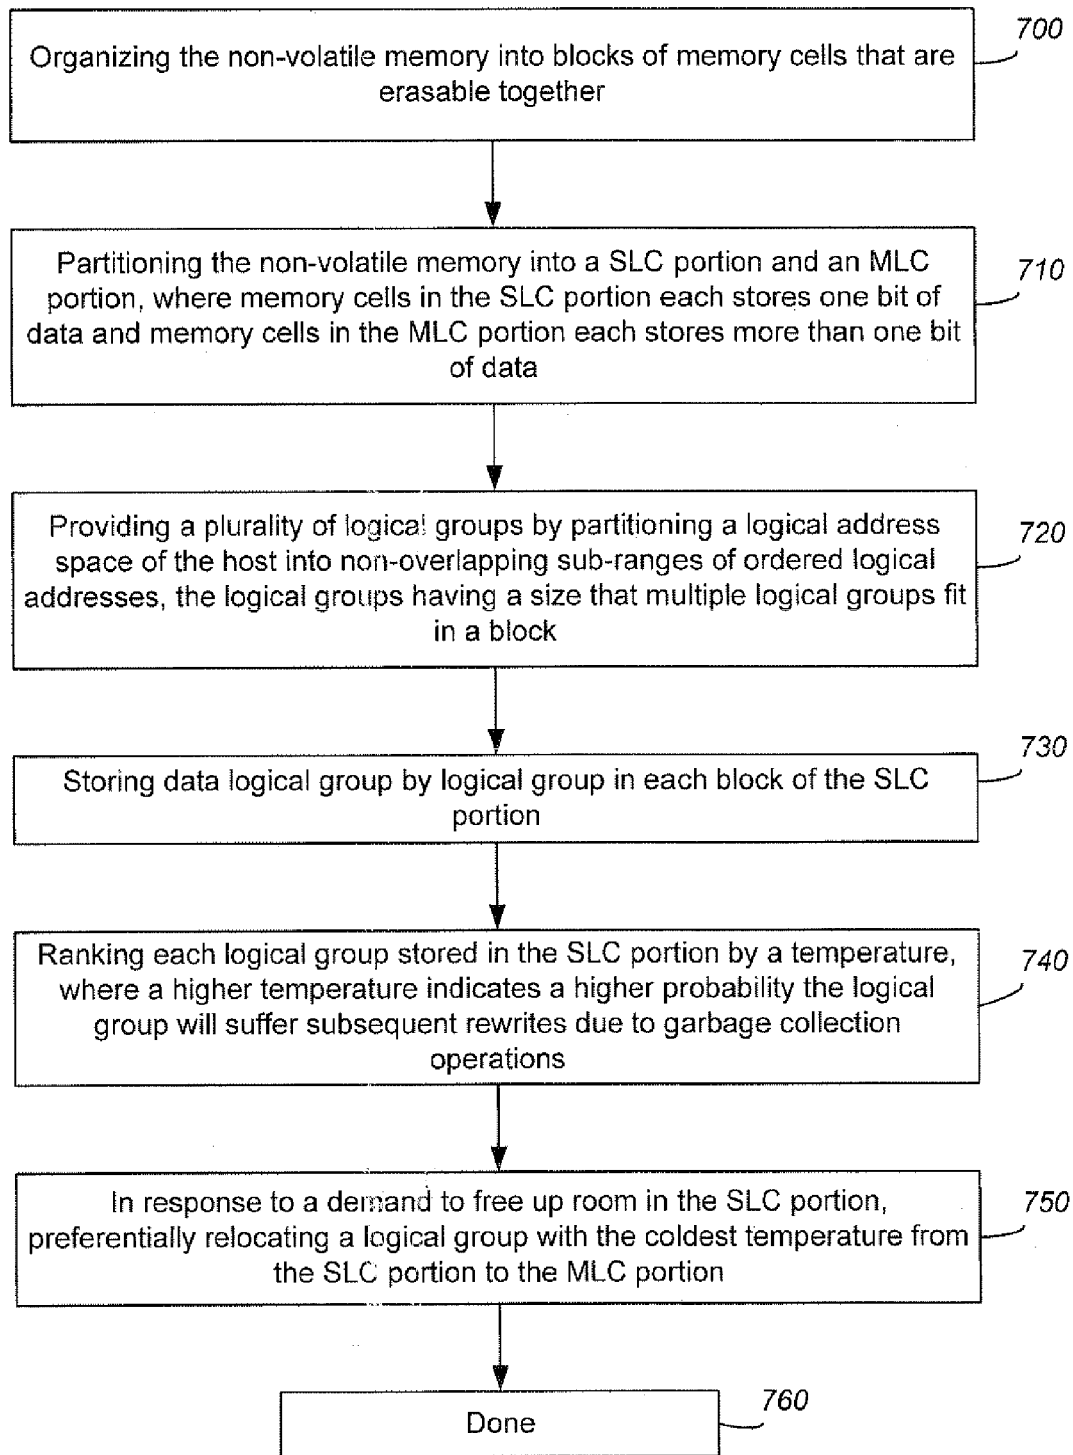 700
Organizing the non-volatile memory into blocks of memory cells that are
erasable together
710
Partitioning the non-volatile memory into a SLC portion and an MLC
portion, where memory cells in the SLC portion each stores one bit of
data and memory cells in the MLC portion each stores more than one bit
of data
720
Providing a plurality of logical groups by partitioning a logical address
space of the host into non-overlapping sub-ranges of ordered logical
addresses, the logical groups having a size that multiple logical groups fit
in a block
730
Storing data logical group by logical group in each block of the SLC
portion
740
Ranking each logical group stored in the SLC portion by a temperature,
where a higher temperature indicates a higher probability the logical
group will suffer subsequent rewrites due to garbage collection
operations
750
In response to a demand to free up room in the SLC portion,
preferentially relocating a logical group with the coldest temperature from
the SLC portion to the MLC portion
760
Done